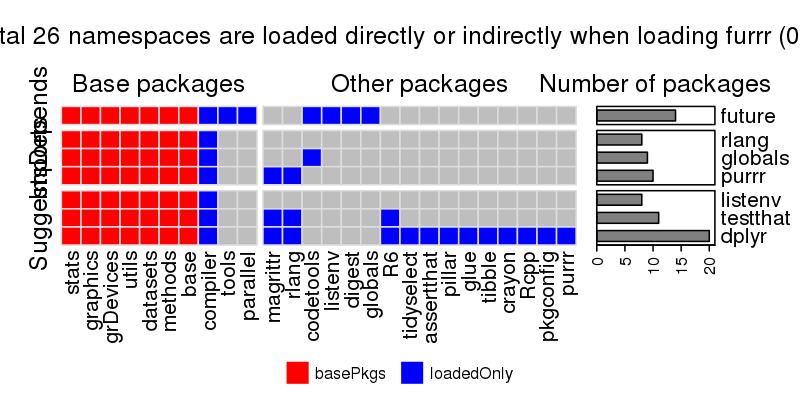 tal 26 namespaces are loaded directly or indirectly when loading furrr (0
Base packages
Other packages
Number of packages
Depends
Imports
Suggests
future
rlang
globals
purrr
listenv
testthat
dplyr
stats
graphics
grDevices
utils
datasets
methods
base
compiler
tools
parallel
magrittr
rlang
codetools
listenv
digest
globals
R6
tidyselect
assertthat
pillar
glue
tibble
crayon
Rcpp
pkgconfig
purrr
0
5
10
15
20
basePkgs
loadedOnly